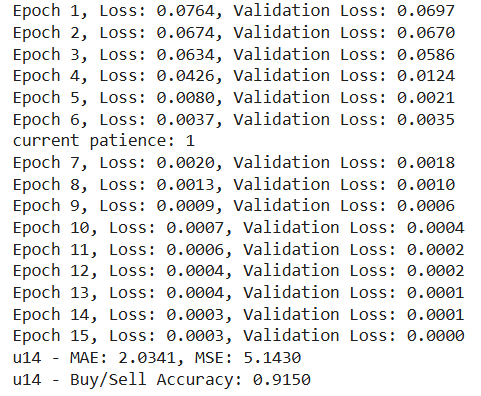 Epoch 1, Loss: 0.0764, Validation Loss: 0.0697
Epoch 2, Loss: 0.0674, Validation Loss: 0.0670
Epoch 3, Loss: 0.0634, Validation Loss: 0.0586
Epoch 4, Loss: 0.0426, Validation Loss: 0.0124
Epoch 5, Loss: 0.0080, Validation Loss: 0.0021
Epoch 6, Loss: 0.0037, Validation Loss: 0.0035
current patience: 1
Epoch 7, Loss: 0.0020, Validation Loss: 0.0018
Epoch 8, Loss: 0.0013, Validation Loss: 0.0010
Epoch 9, Loss: 0.0009, Validation Loss: 0.0006
Epoch 10, Loss: 0.0007, Validation Loss: 0.0004
Epoch 11, Loss: 0.0006, Validation Loss: 0.0002
Epoch 12, Loss: 0.0004, Validation Loss: 0.0002
Epoch 13, Loss: 0.0004, Validation Loss: 0.0001
Epoch 14, Loss: 0.0003, Validation Loss: 0.0001
Epoch 15, Loss: 0.0003, Validation Loss: 0.0000
u14 - MAE: 2.0341, MSE: 5.1430
u14 - Buy/Sell Accuracy: 0.9150